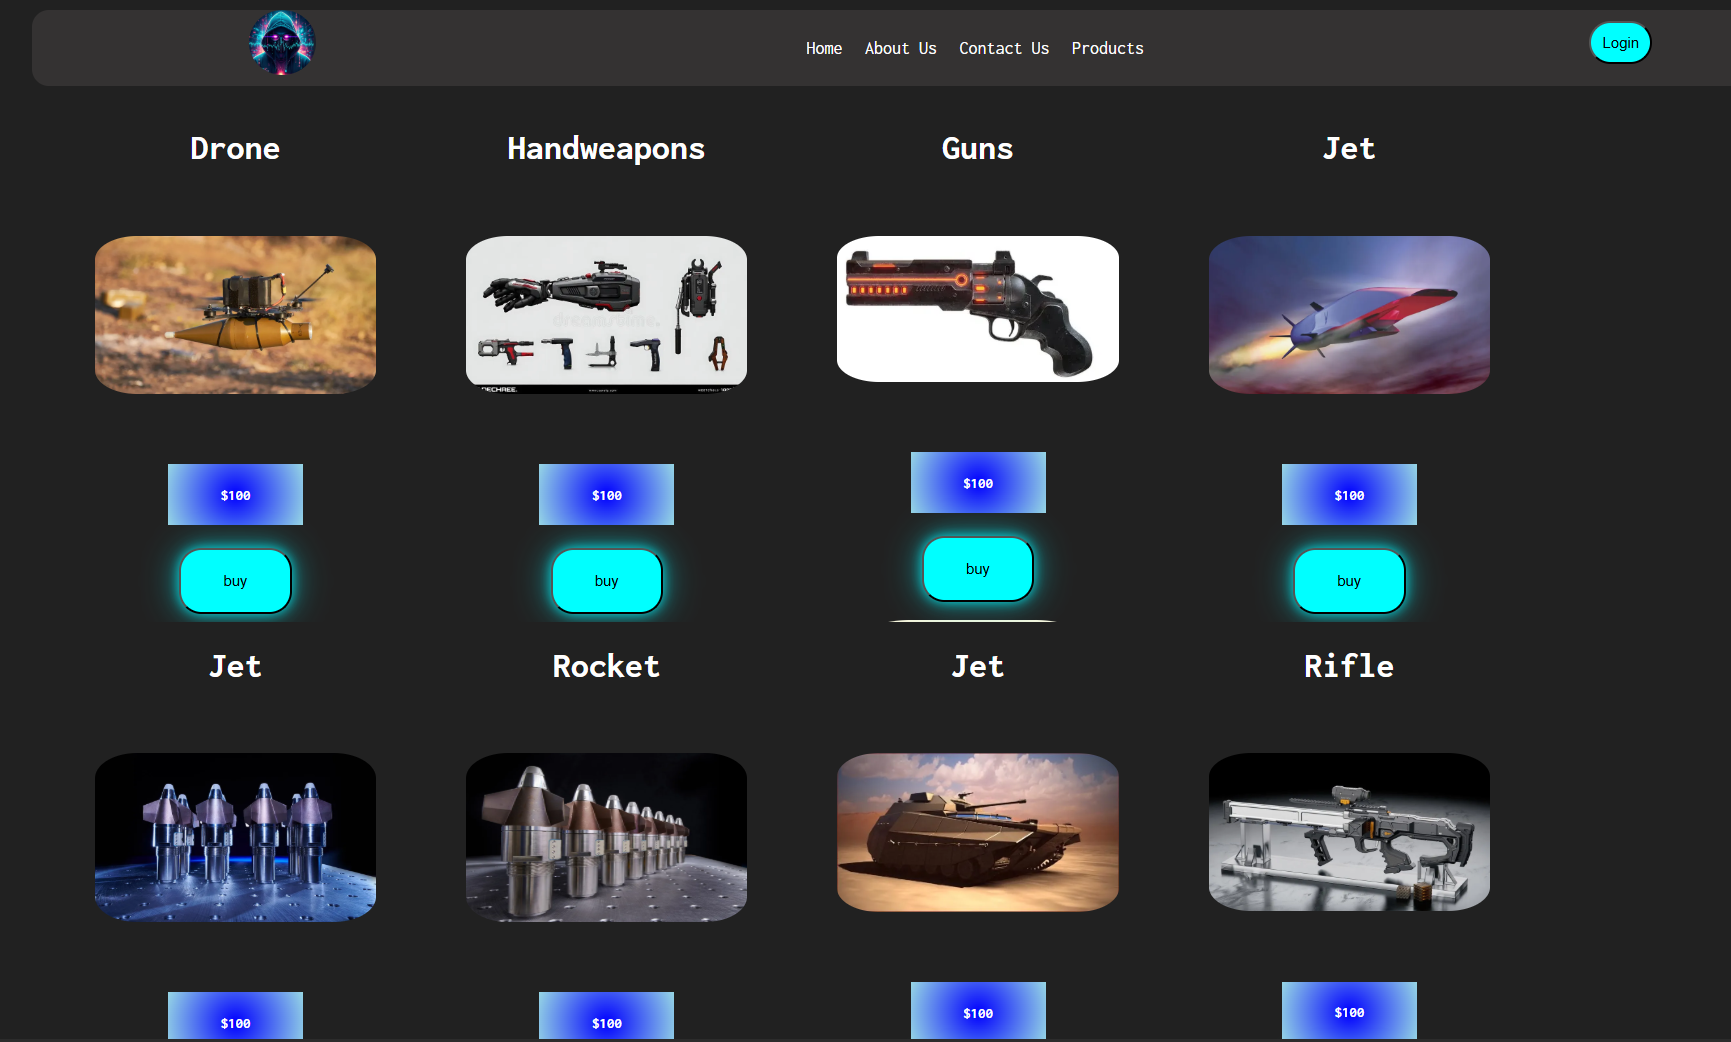 Home About Us Contact Us Products
Login
Drone Handweapons Guns Jet
dreamstime.
$100 $100 $100 $100
buy buy buy buy
Jet Rocket Jet Rifle
$100 $100 $100 $100